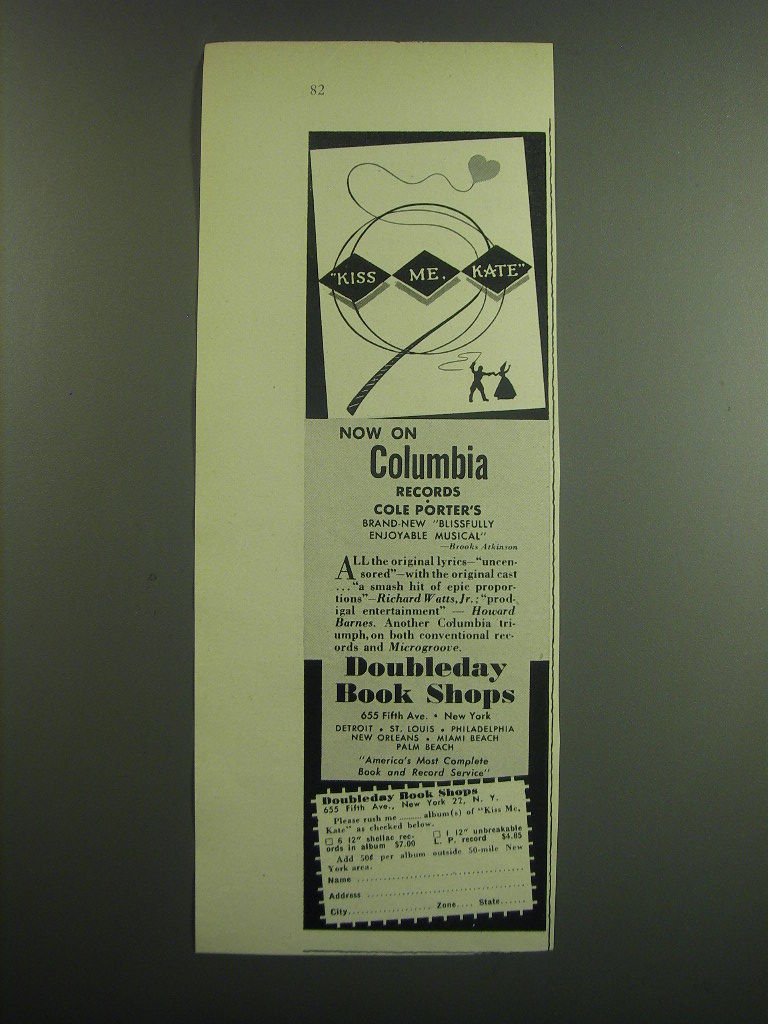 82
"KISS ME, KATE"
NOW ON
Columbia
RECORDS
•
COLE PORTER'S
BRAND-NEW "BLISSFULLY
ENJOYABLE MUSICAL"
—Brooks Atkinson
ALL the original lyrics—"uncen-
sored"—with the original cast
..."a smash hit of epic propor-
tions"—Richard Watts, Jr.; "prod-
igal entertainment" — Howard
Barnes. Another Columbia tri-
umph, on both conventional rec-
ords and Microgroove.
Doubleday
Book Shops
655 Fifth Ave. • New York
DETROIT • ST. LOUIS • PHILADELPHIA
NEW ORLEANS • MIAMI BEACH
PALM BEACH
"America's Most Complete
Book and Record Service"
Doubleday Book Shops
655 Fifth Ave., New York 22, N. Y.
Please rush me ........ album(s) of "Kiss Me,
Kate" as checked below.
☐ 6 12" shellac rec-
ords in album $7.00
☐ 1 12" unbreakable
L. P. record $4.85
Add 50¢ per album outside 50-mile New
York area.
Name ........................................
Address ........................................
City.................... Zone.... State......